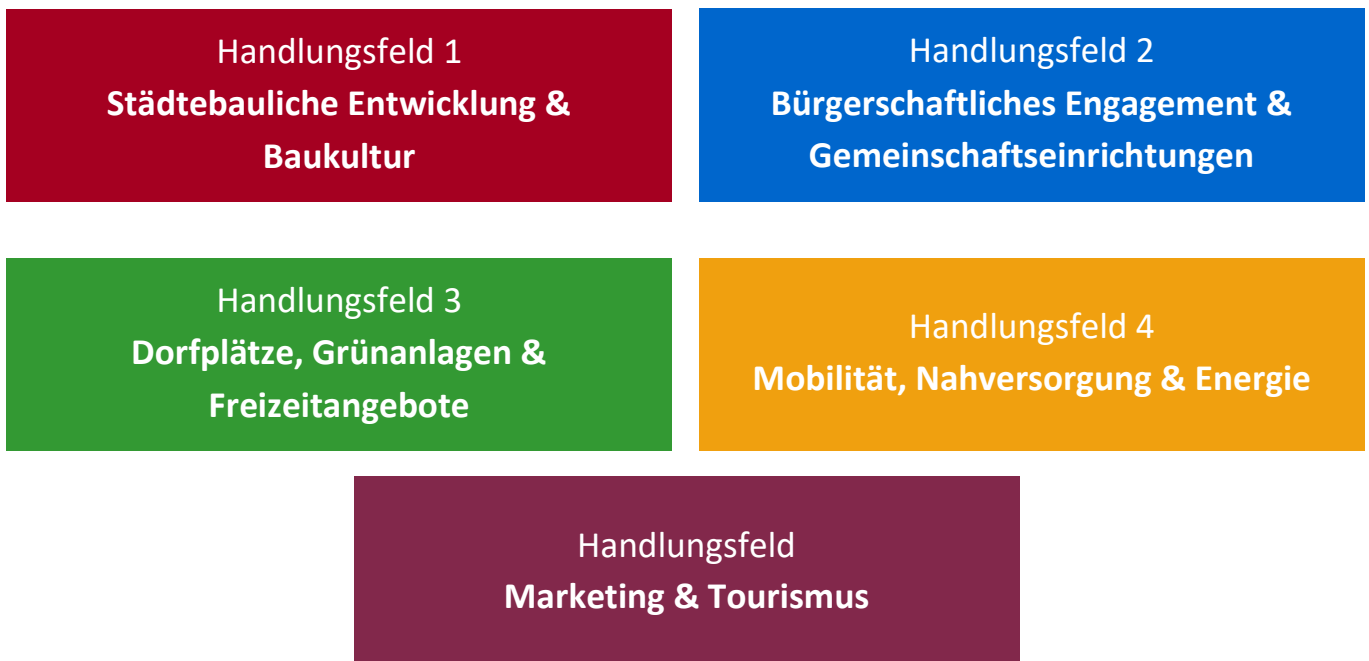 Handlungsfeld 1
Städtebauliche Entwicklung &
Baukultur
Handlungsfeld 2
Bürgerschaftliches Engagement &
Gemeinschaftseinrichtungen
Handlungsfeld 3
Dorfplätze, Grünanlagen &
Freizeitangebote
Handlungsfeld 4
Mobilität, Nahversorgung & Energie
Handlungsfeld
Marketing & Tourismus